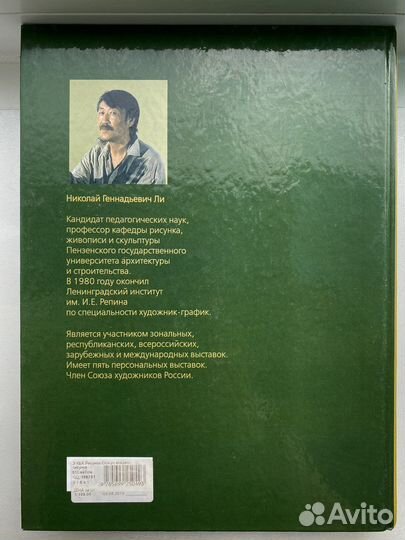 Николай Геннадьевич Ли
Кандидат педагогических наук,
профессор кафедры рисунка,
живописи и скульптуры
Пензенского государственного
университета архитектуры
и строительства.
В 1980 году окончил
Ленинградский институт
им. И.Е. Репина
по специальности художник-график.
Является участником зональных,
республиканских, всероссийских,
зарубежных и международных выставок.
Имеет пять персональных выставок.
Член Союза художников России.
Avito